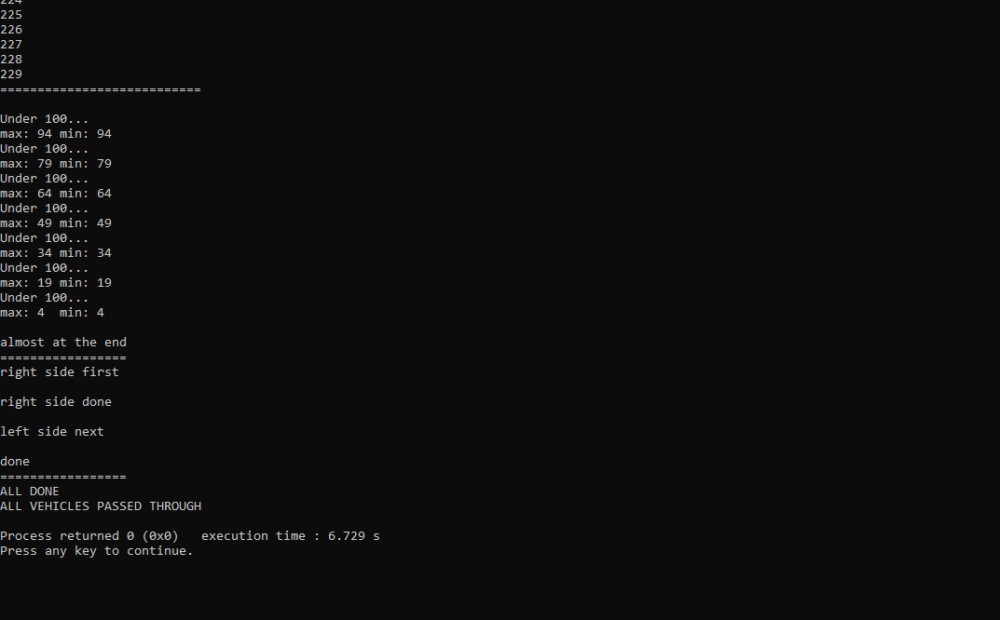 224
225
226
227
228
229
===========================
Under 100...
max: 94 min: 94
Under 100...
max: 79 min: 79
Under 100...
max: 64 min: 64
Under 100...
max: 49 min: 49
Under 100...
max: 34 min: 34
Under 100...
max: 19 min: 19
Under 100...
max: 4  min: 4
almost at the end
=================
right side first
right side done
left side next
done
=================
ALL DONE
ALL VEHICLES PASSED THROUGH
Process returned 0 (0x0)   execution time : 6.729 s
Press any key to continue.